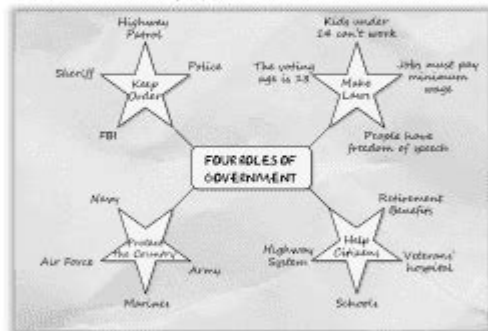 Highway
Patrol
Sheriff
Police
Keep
Order
FBI
Kids under
14 can't work
The voting
age is 18
Jobs must pay
minimum
wage
Make
Laws
People have
freedom of speech
FOUR ROLES OF
GOVERNMENT
Navy
Protect
the Country
Air Force
Army
Marines
Retirement
Benefits
Help
Citizens
Highway
System
Veterans'
hospital
Schools